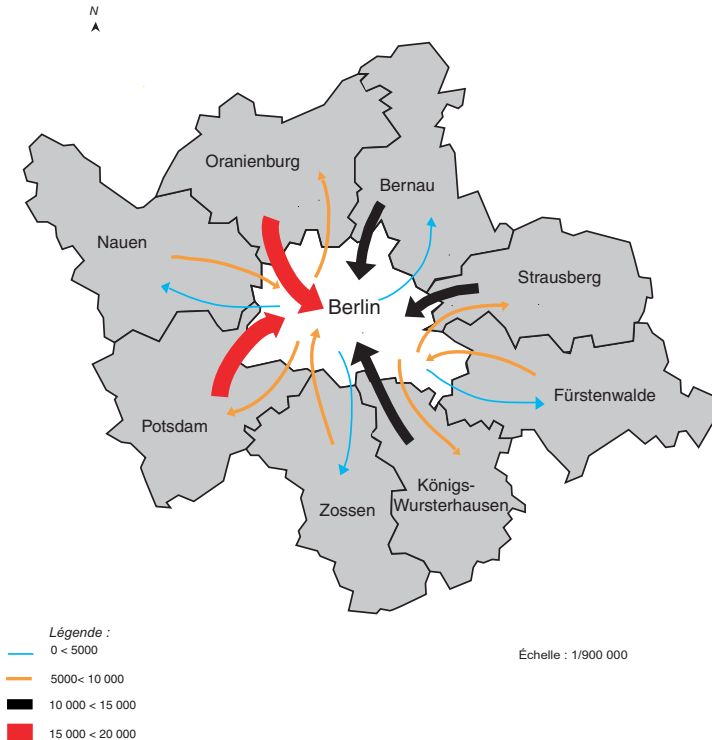 N
Oranienburg
Bernau
Nauen
Strausberg
Berlin
Fürstenwalde
Potsdam
Königs-
Wursterhausen
Zossen
Légende :
0 < 5000
Échelle : 1/900 000
5000< 10 000
10 000 < 15 000
15 000 < 20 000